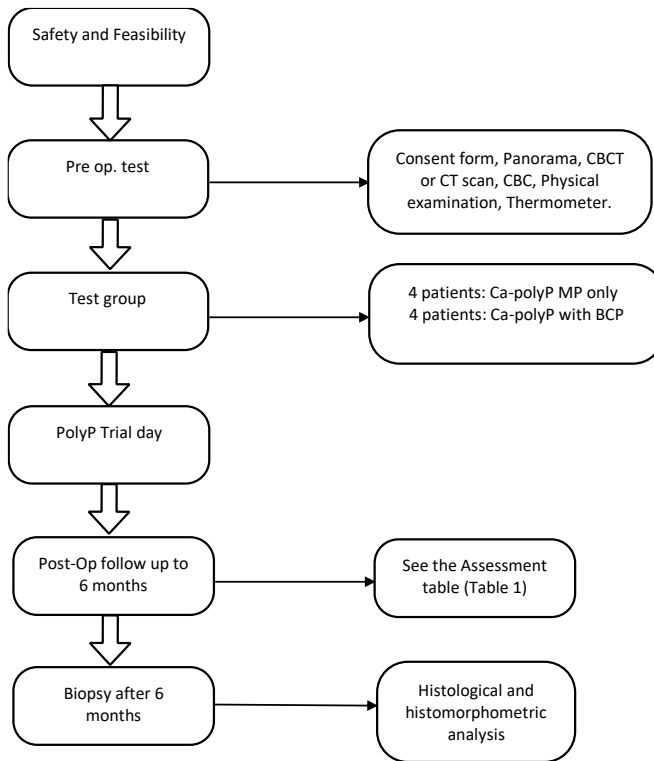 Safety and Feasibility
Pre op. test
Consent form, Panorama, CBCT
or CT scan, CBC, Physical
examination, Thermometer.
Test group
4 patients: Ca-polyP MP only
4 patients: Ca-polyP with BCP
PolyP Trial day
Post-Op follow up to
6 months
See the Assessment
table (Table 1)
Biopsy after 6
months
Histological and
histomorphometric
analysis